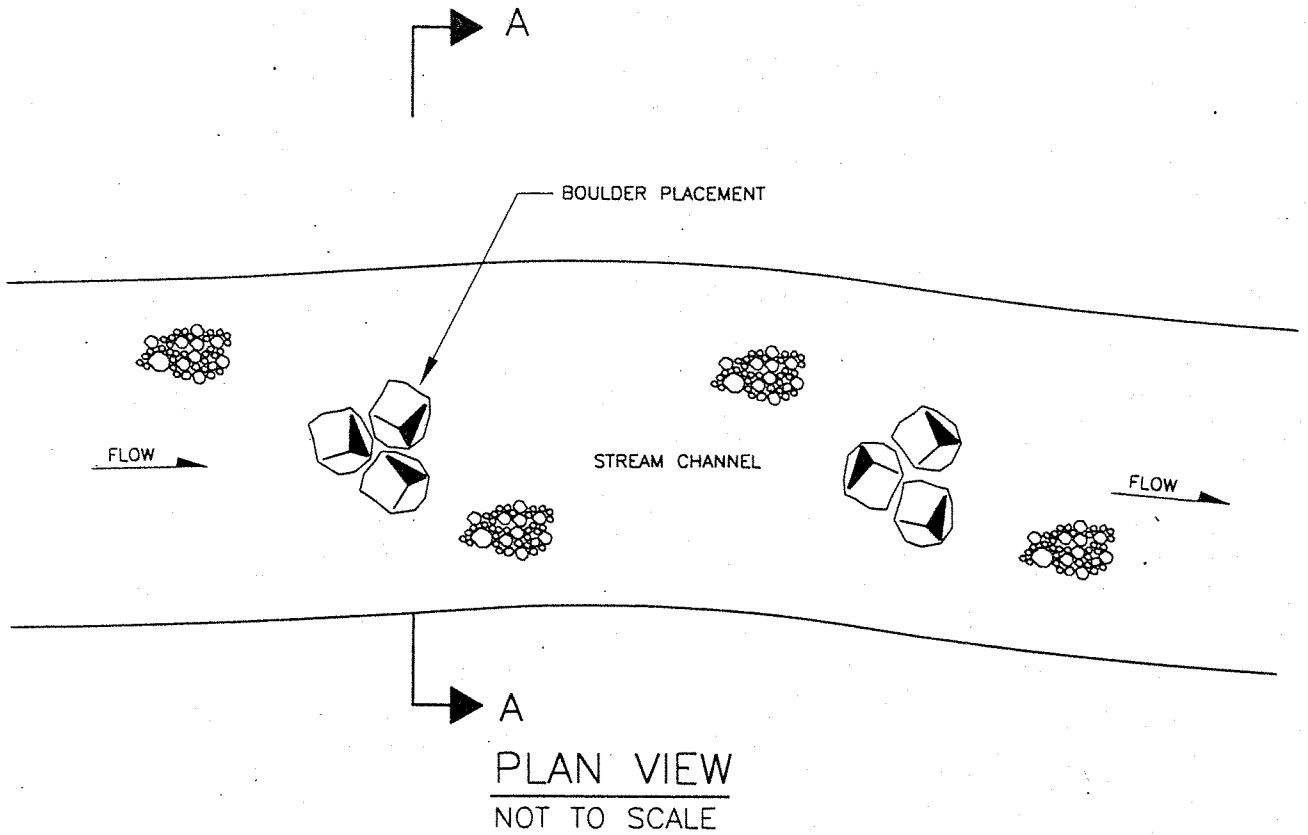 A
BOULDER PLACEMENT
FLOW
STREAM CHANNEL
FLOW
A
PLAN VIEW
NOT TO SCALE